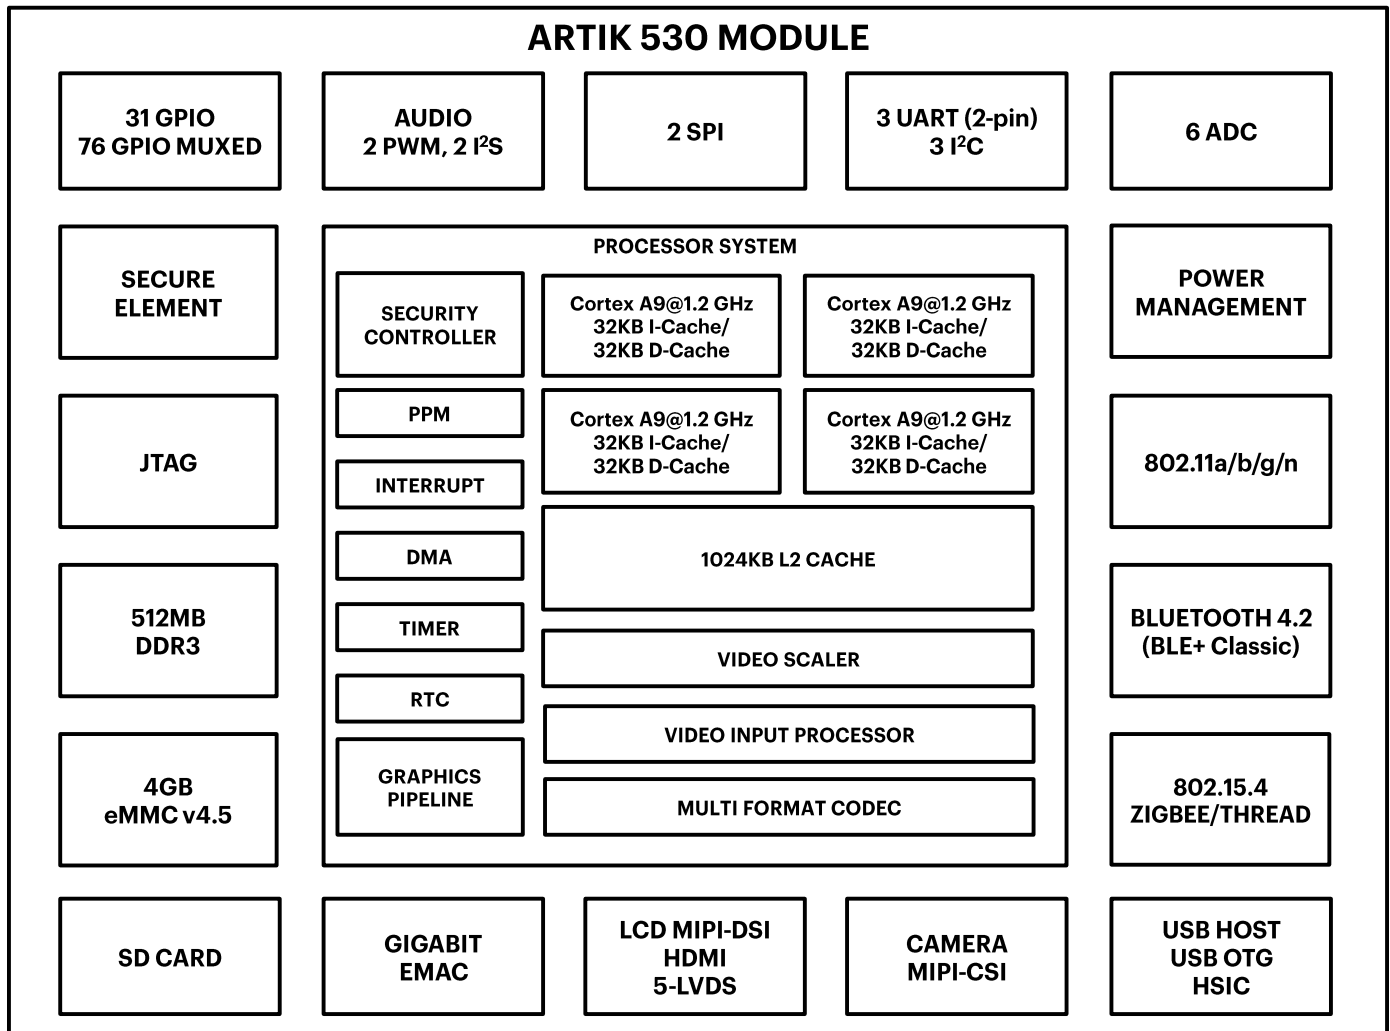 ARTIK 530 MODULE
31 GPIO
76 GPIO MUXED
AUDIO
2 PWM, 2 I²S
2 SPI
3 UART (2-pin)
3 I²C
6 ADC
SECURE
ELEMENT
JTAG
512MB
DDR3
4GB
eMMC v4.5
PROCESSOR SYSTEM
SECURITY
CONTROLLER
PPM
INTERRUPT
DMA
TIMER
RTC
GRAPHICS
PIPELINE
Cortex A9@1.2 GHz
32KB I-Cache/
32KB D-Cache
Cortex A9@1.2 GHz
32KB I-Cache/
32KB D-Cache
Cortex A9@1.2 GHz
32KB I-Cache/
32KB D-Cache
Cortex A9@1.2 GHz
32KB I-Cache/
32KB D-Cache
1024KB L2 CACHE
VIDEO SCALER
VIDEO INPUT PROCESSOR
MULTI FORMAT CODEC
POWER
MANAGEMENT
802.11a/b/g/n
BLUETOOTH 4.2
(BLE+ Classic)
802.15.4
ZIGBEE/THREAD
SD CARD
GIGABIT
EMAC
LCD MIPI-DSI
HDMI
5-LVDS
CAMERA
MIPI-CSI
USB HOST
USB OTG
HSIC